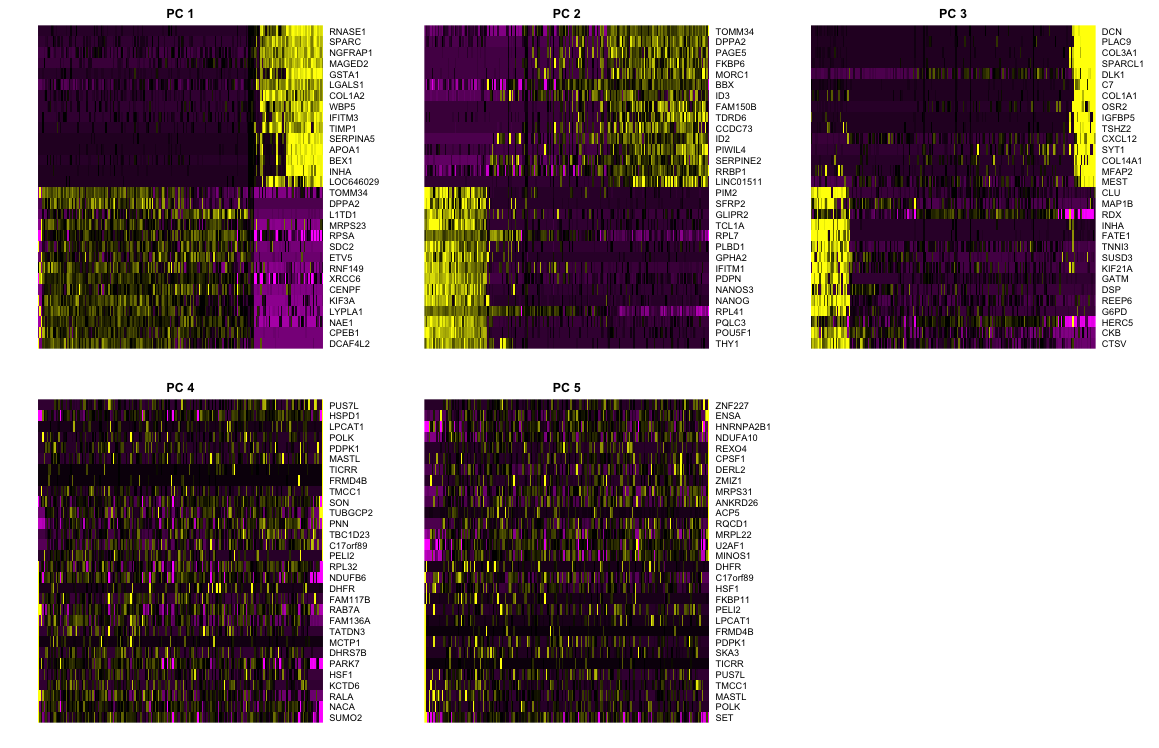 PC 1
RNASE1
SPARC
NGFRAP1
MAGED2
GSTA1
LGALS1
COL1A2
WBP5
IFITM3
TIMP1
SERPINA5
APOA1
BEX1
INHA
LOC646029
TOMM34
DPPA2
L1TD1
MRPS23
RPSA
SDC2
ETV5
RNF149
XRCC6
CENPF
KIF3A
LYPLA1
NAE1
CPEB1
DCAF4L2
PC 2
TOMM34
DPPA2
PAGE5
FKBP6
MORC1
BBX
ID3
FAM150B
TDRD6
CCDC73
ID2
PIWIL4
SERPINE2
RRBP1
LINC01511
PIM2
SFRP2
GLIPR2
TCL1A
RPL7
PLBD1
GPHA2
IFITM1
PDPN
NANOS3
NANOG
RPL41
PQLC3
POU5F1
THY1
PC 3
DCN
PLAC9
COL3A1
SPARCL1
DLK1
C7
COL1A1
OSR2
IGFBP5
TSHZ2
CXCL12
SYT1
COL14A1
MFAP2
MEST
CLU
MAP1B
RDX
INHA
FATE1
TNNI3
SUSD3
KIF21A
GATM
DSP
REEP6
G6PD
HERC5
CKB
CTSV
PC 4
PUS7L
HSPD1
LPCAT1
POLK
PDPK1
MASTL
TICRR
FRMD4B
TMCC1
SON
TUBGCP2
PNN
TBC1D23
C17orf89
PELI2
RPL32
NDUFB6
DHFR
FAM117B
RAB7A
FAM136A
TATDN3
MCTP1
DHRS7B
PARK7
HSF1
KCTD6
RALA
NACA
SUMO2
PC 5
ZNF227
ENSA
HNRNPA2B1
NDUFA10
REXO4
CPSF1
DERL2
ZMIZ1
MRPS31
ANKRD26
ACP5
RQCD1
MRPL22
U2AF1
MINOS1
DHFR
C17orf89
HSF1
FKBP11
PELI2
LPCAT1
FRMD4B
PDPK1
SKA3
TICRR
PUS7L
TMCC1
MASTL
POLK
SET